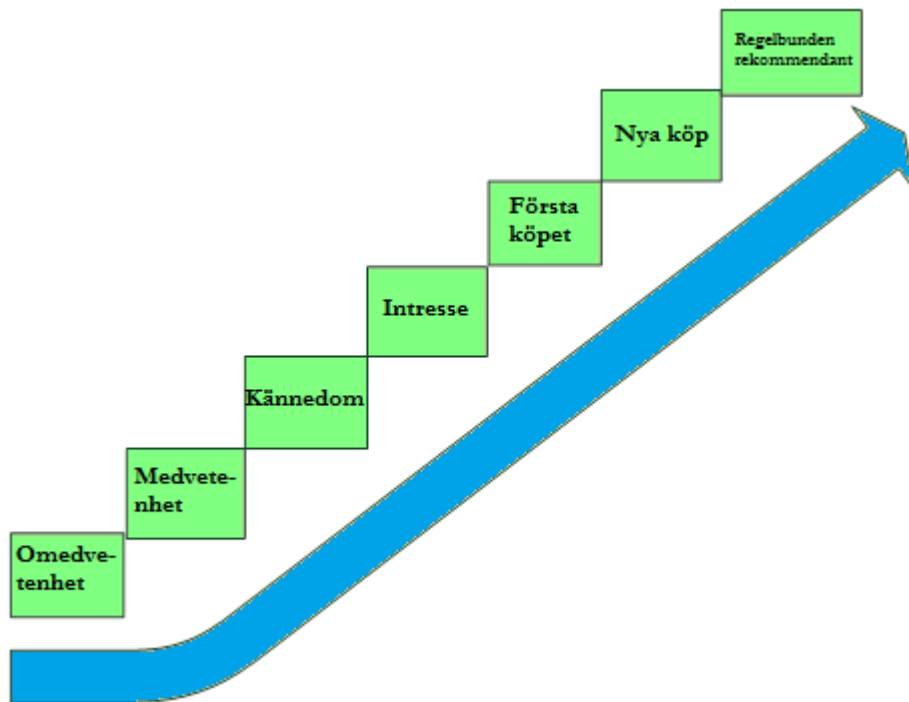 Regelbunden
rekommendant
Nya köp
Första
köpet
Intresse
Kännedom
Medvete-
nhet
Omedve-
tenhet